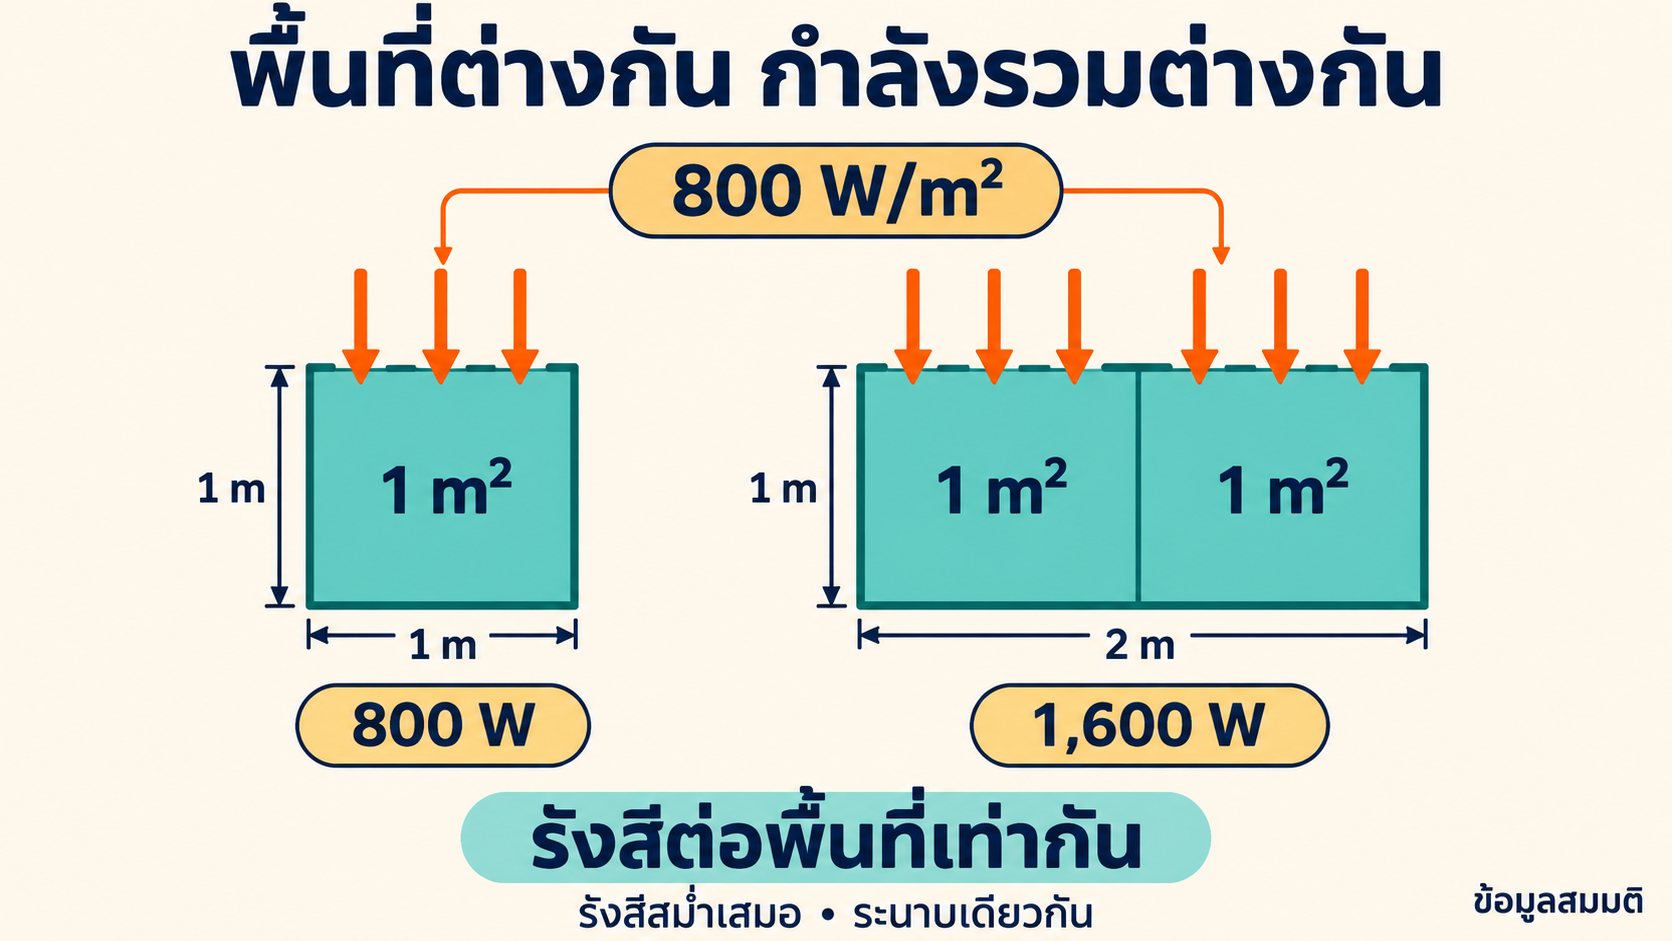 พื้นที่ต่างกัน กำลังรวมต่างกัน
800 W/m²
1 m
1 m²
1 m
1 m²
1 m²
1 m
2 m
800 W
1,600 W
รังสีต่อพื้นที่เท่ากัน
รังสีสม่ำเสมอ • ระนาบเดียวกัน
ข้อมูลสมมติ